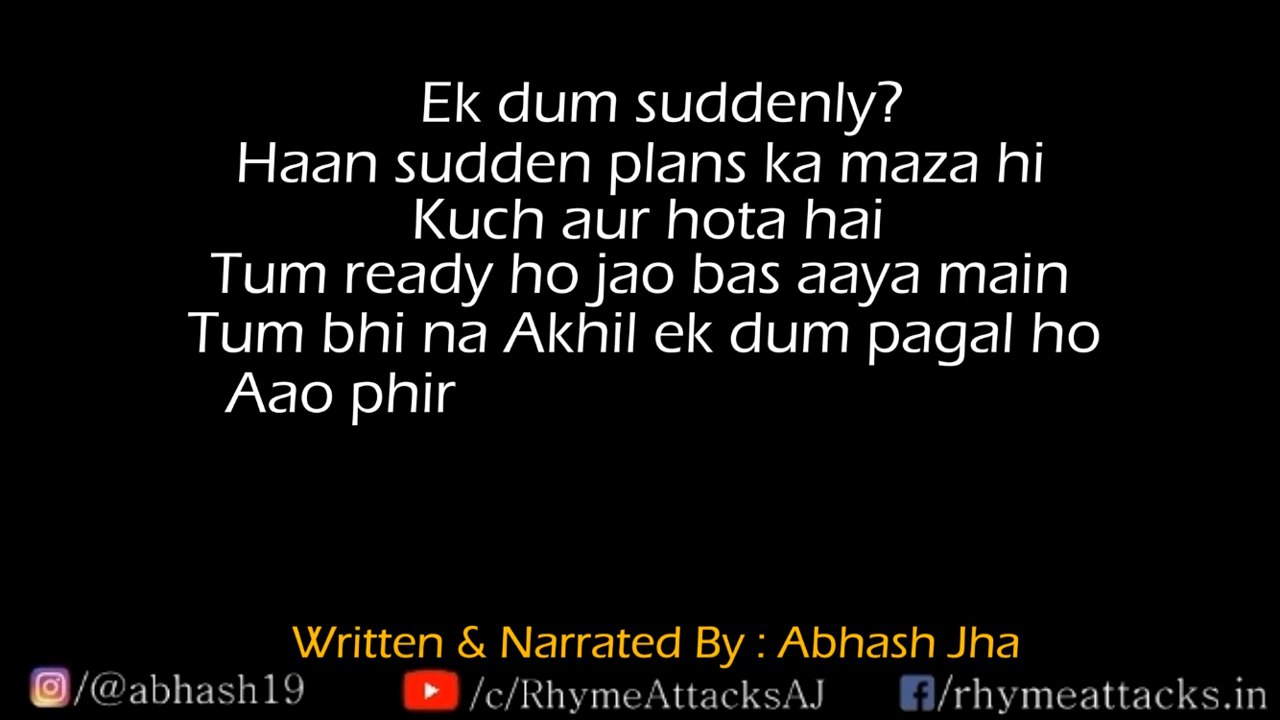 Ek dum suddenly?
Haan sudden plans ka maza hi
Kuch aur hota hai
Tum ready ho jao bas aaya main
Tum bhi na Akhil ek dum pagal ho
Aao phir
Written & Narrated By : Abhash Jha
/@abhash19 /c/RhymeAttacksAJ /rhymeattacks.in